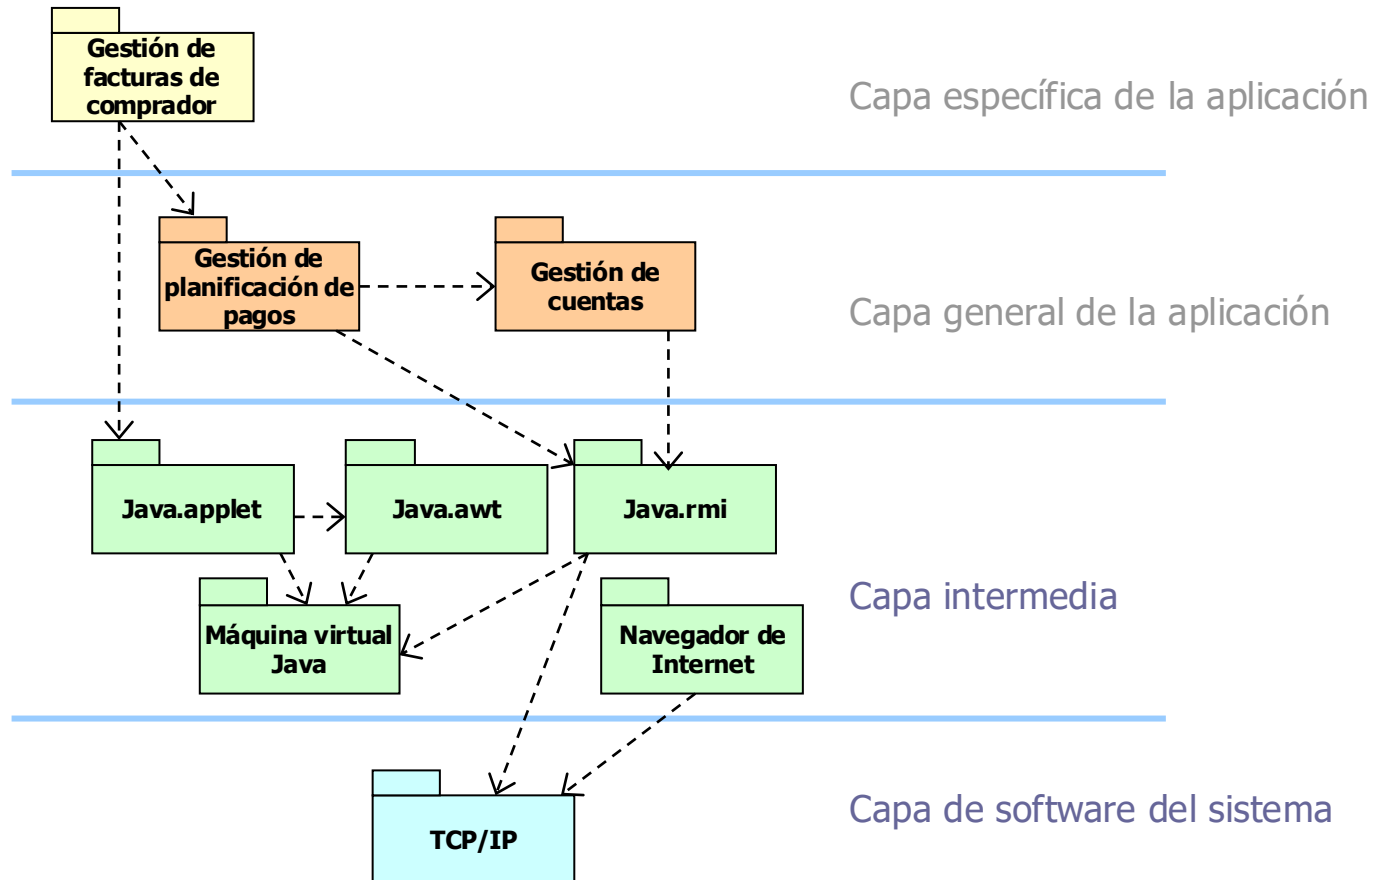 Gestión de
facturas de
comprador
Capa específica de la aplicación
Gestión de
planificación de
pagos
Gestión de
cuentas
Capa general de la aplicación
Java.applet
Java.awt
Java.rmi
Máquina virtual
Java
Navegador de
Internet
Capa intermedia
TCP/IP
Capa de software del sistema